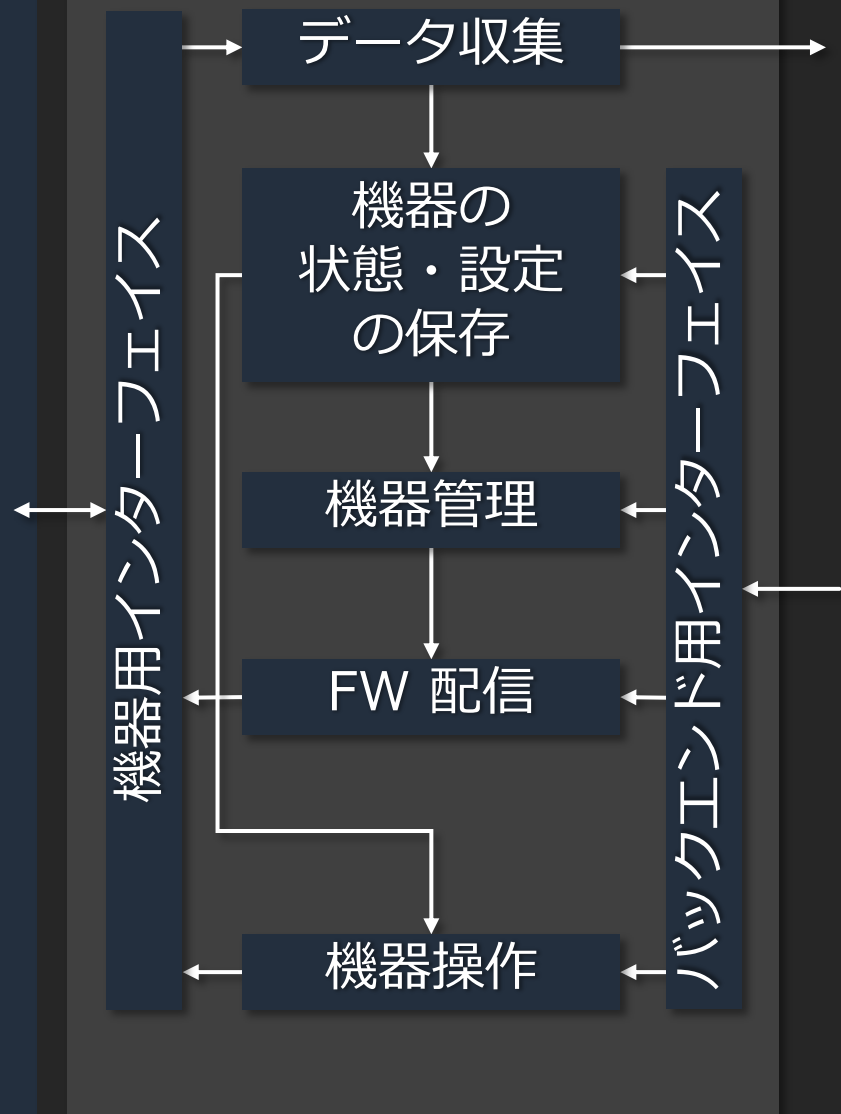 データ収集
機器の
状態・設定
の保存
機器管理
FW 配信
機器操作
機器用インターフェイス
バックエンド用インターフェイス